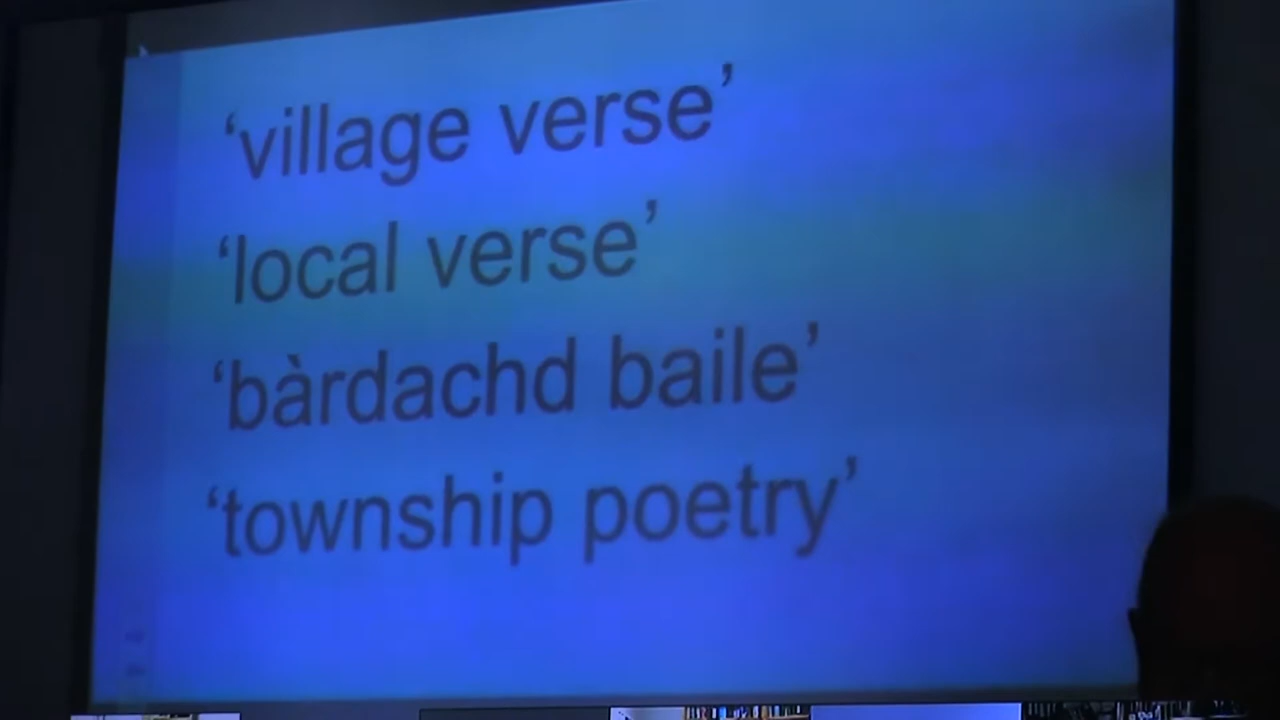 ‘village verse’
‘local verse’
‘bàrdachd baile’
‘township poetry’